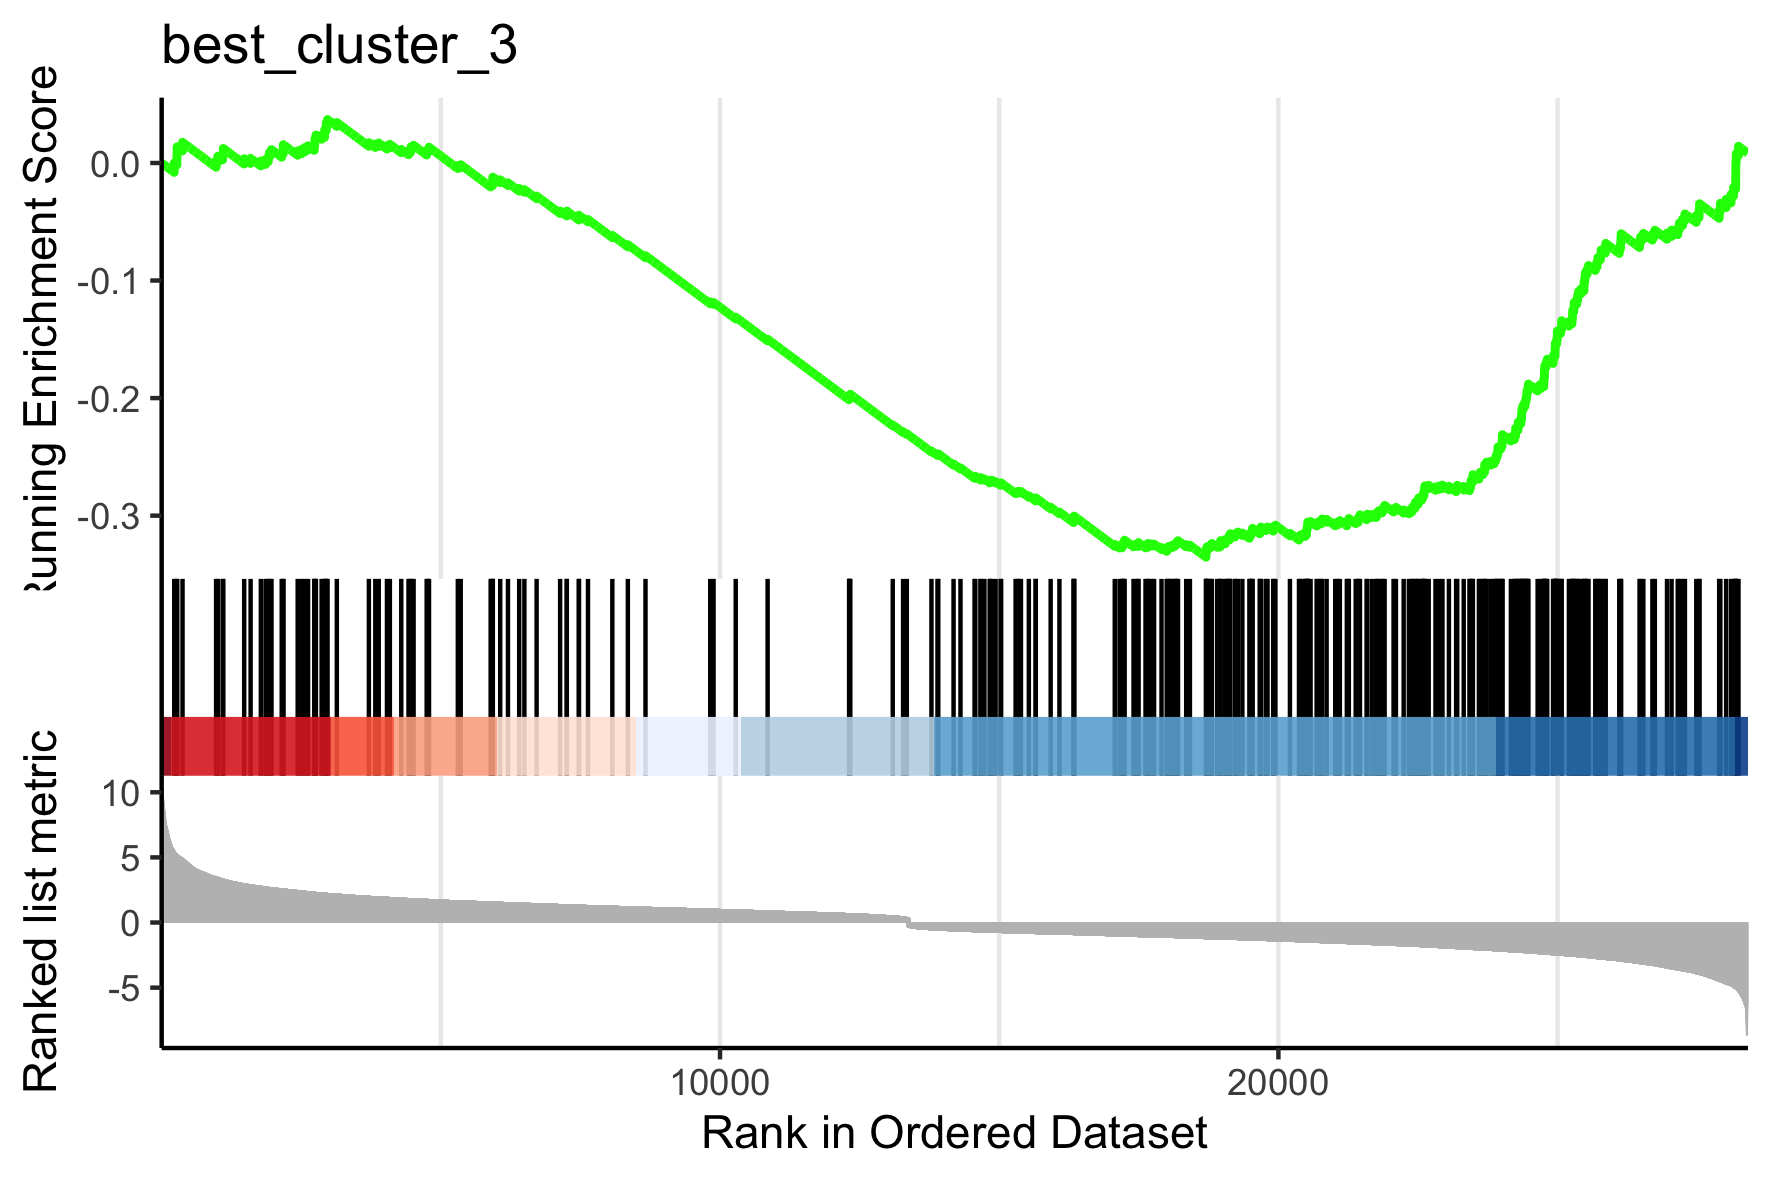 best_cluster_3
Running Enrichment Score
0.0
-0.1
-0.2
-0.3
Ranked list metric
10
5
0
-5
10000
20000
Rank in Ordered Dataset